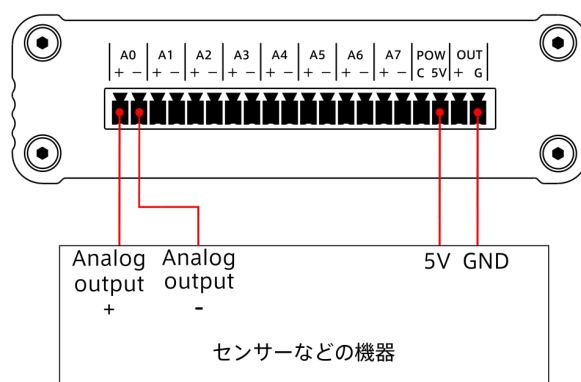 A0 A1 A2 A3 A4 A5 A6 A7 POW OUT
+ − + − + − + − + − + − + − + − C 5V + G
Analog output + Analog output - 5V GND
センサーなどの機器